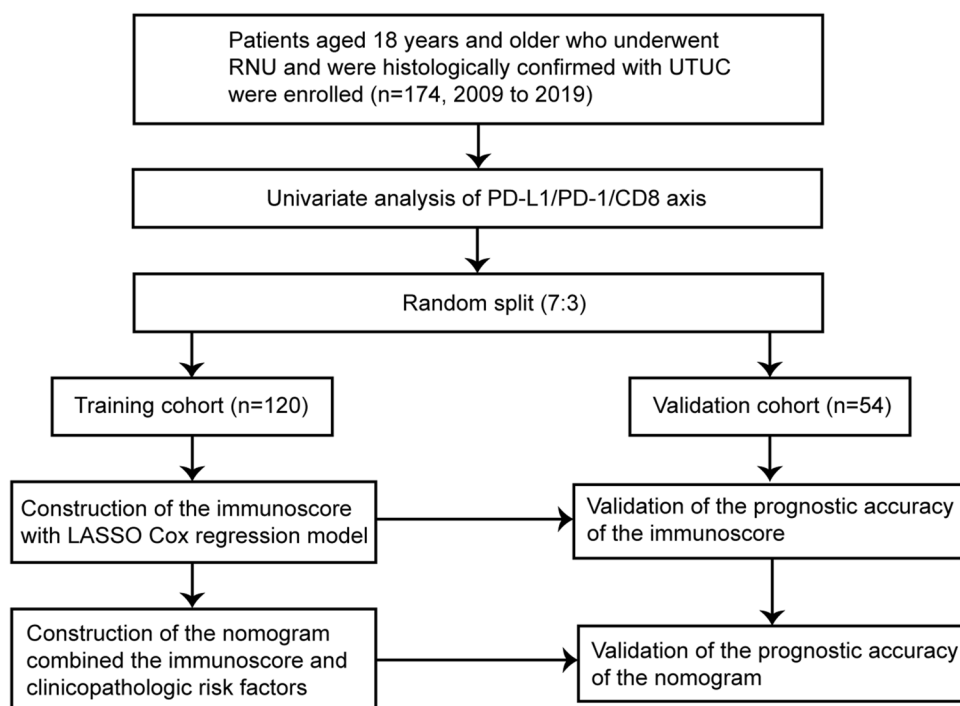 Patients aged 18 years and older who underwent
RNU and were histologically confirmed with UTUC
were enrolled (n=174, 2009 to 2019)
Univariate analysis of PD-L1/PD-1/CD8 axis
Random split (7:3)
Training cohort (n=120)
Validation cohort (n=54)
Construction of the immunoscore
with LASSO Cox regression model
Validation of the prognostic accuracy
of the immunoscore
Construction of the nomogram
combined the immunoscore and
clinicopathologic risk factors
Validation of the prognostic accuracy
of the nomogram